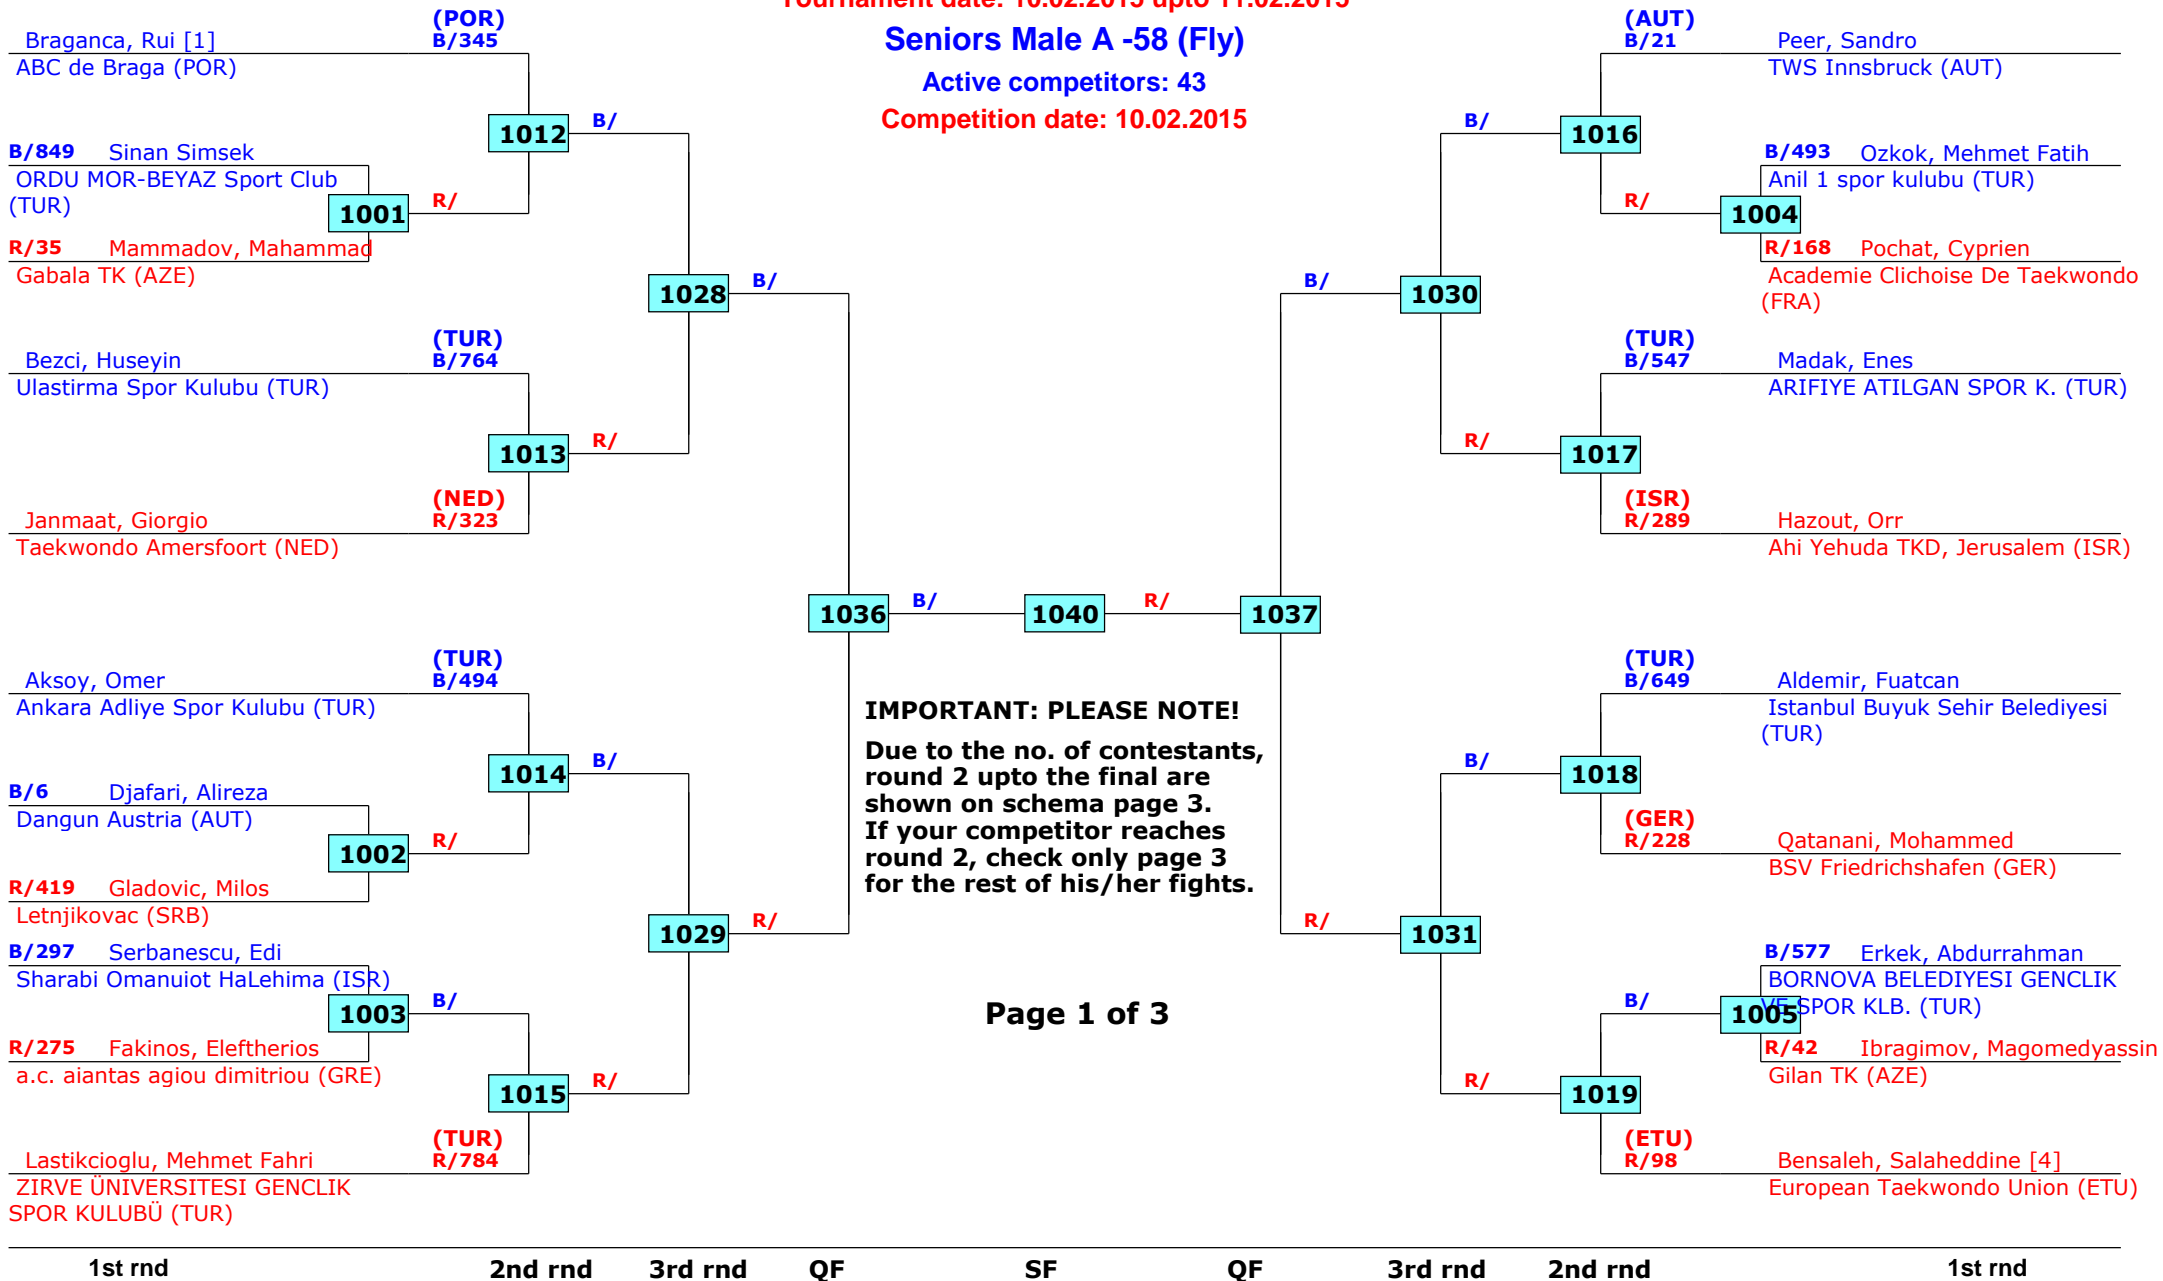 Tournament date: 10.02.2015 upto 11.02.2015
Seniors Male A -58 (Fly)
Active competitors: 43
Competition date: 10.02.2015
Braganca, Rui [1]
(POR)
B/345
ABC de Braga (POR)
1012
B/
B/849 Sinan Simsek
ORDU MOR-BEYAZ Sport Club
(TUR)
1001
R/
R/35 Mammadov, Mahammad
Gabala TK (AZE)
1028
B/
Bezci, Huseyin
(TUR)
B/764
Ulastirma Spor Kulubu (TUR)
1013
R/
Janmaat, Giorgio
(NED)
R/323
Taekwondo Amersfoort (NED)
1036
B/
1040
R/
1037
Aksoy, Omer
(TUR)
B/494
Ankara Adliye Spor Kulubu (TUR)
1014
B/
B/6 Djafari, Alireza
Dangun Austria (AUT)
1002
R/
R/419 Gladovic, Milos
Letnjikovac (SRB)
1029
R/
B/297 Serbanescu, Edi
Sharabi Omanuiot HaLehima (ISR)
1003
B/
R/275 Fakinos, Eleftherios
a.c. aiantas agiou dimitriou (GRE)
1015
R/
Lastikcioglu, Mehmet Fahri
(TUR)
R/784
ZIRVE ÜNIVERSITESI GENCLIK
SPOR KULUBÜ (TUR)
IMPORTANT: PLEASE NOTE!
Due to the no. of contestants,
round 2 upto the final are
shown on schema page 3.
If your competitor reaches
round 2, check only page 3
for the rest of his/her fights.
Page 1 of 3
(AUT)
B/21
Peer, Sandro
TWS Innsbruck (AUT)
B/
1016
B/493 Ozkok, Mehmet Fatih
Anil 1 spor kulubu (TUR)
R/
1004
R/168 Pochat, Cyprien
Academie Clichoise De Taekwondo
(FRA)
B/
1030
(TUR)
B/547
Madak, Enes
ARIFIYE ATILGAN SPOR K. (TUR)
R/
1017
(ISR)
R/289
Hazout, Orr
Ahi Yehuda TKD, Jerusalem (ISR)
(TUR)
B/649
Aldemir, Fuatcan
Istanbul Buyuk Sehir Belediyesi
(TUR)
B/
1018
(GER)
R/228
Qatanani, Mohammed
BSV Friedrichshafen (GER)
R/
1031
B/577 Erkek, Abdurrahman
BORNOVA BELEDIYESI GENCLIK
VE SPOR KLB. (TUR)
B/
1005
R/42 Ibragimov, Magomedyassin
Gilan TK (AZE)
R/
1019
(ETU)
R/98
Bensaleh, Salaheddine [4]
European Taekwondo Union (ETU)
1st rnd 2nd rnd 3rd rnd QF SF QF 3rd rnd 2nd rnd 1st rnd